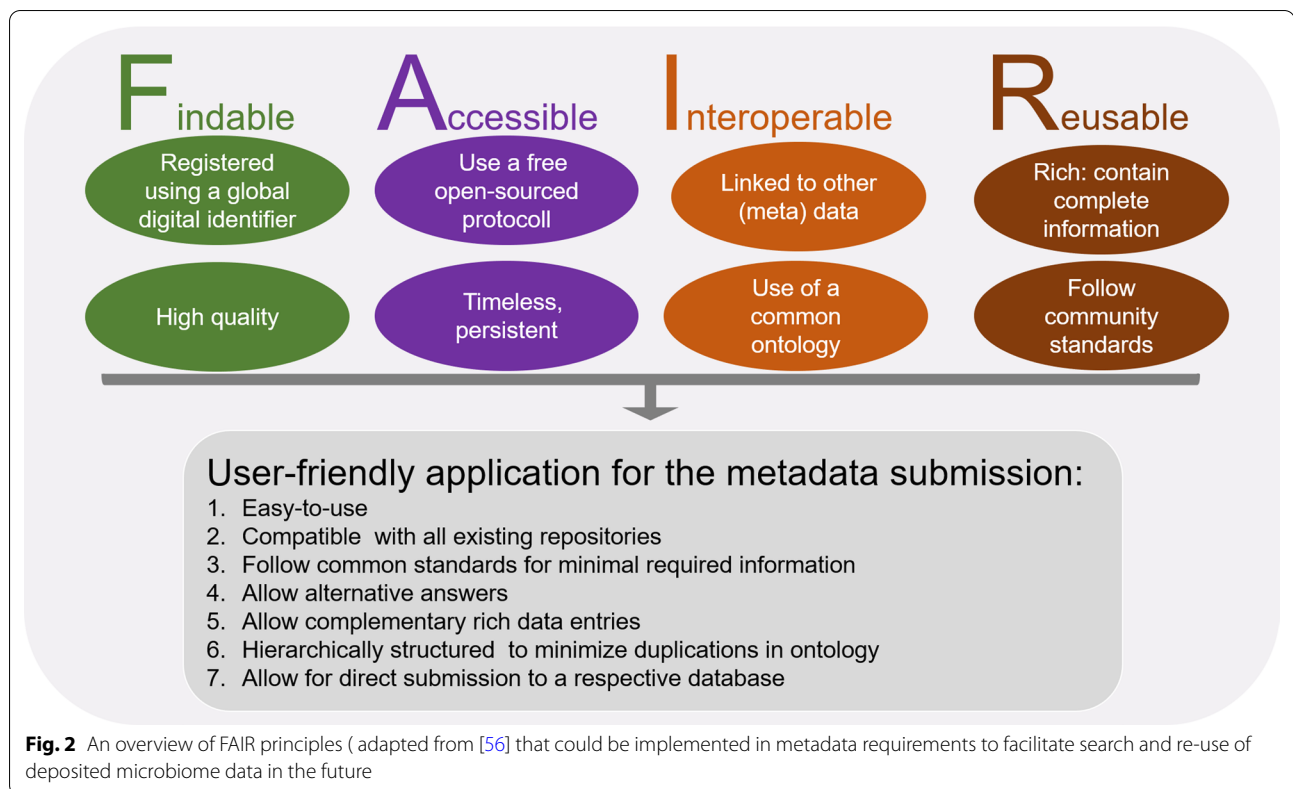 Findable
Accessible
Interoperable
Reusable
Registered
using a global
digital identifier
Use a free
open-sourced
protocoll
Linked to other
(meta) data
Rich: contain
complete
information
High quality
Timeless,
persistent
Use of a
common
ontology
Follow
community
standards
User-friendly application for the metadata submission:
1. Easy-to-use
2. Compatible with all existing repositories
3. Follow common standards for minimal required information
4. Allow alternative answers
5. Allow complementary rich data entries
6. Hierarchically structured to minimize duplications in ontology
7. Allow for direct submission to a respective database
Fig. 2 An overview of FAIR principles ( adapted from [56] that could be implemented in metadata requirements to facilitate search and re-use of
deposited microbiome data in the future